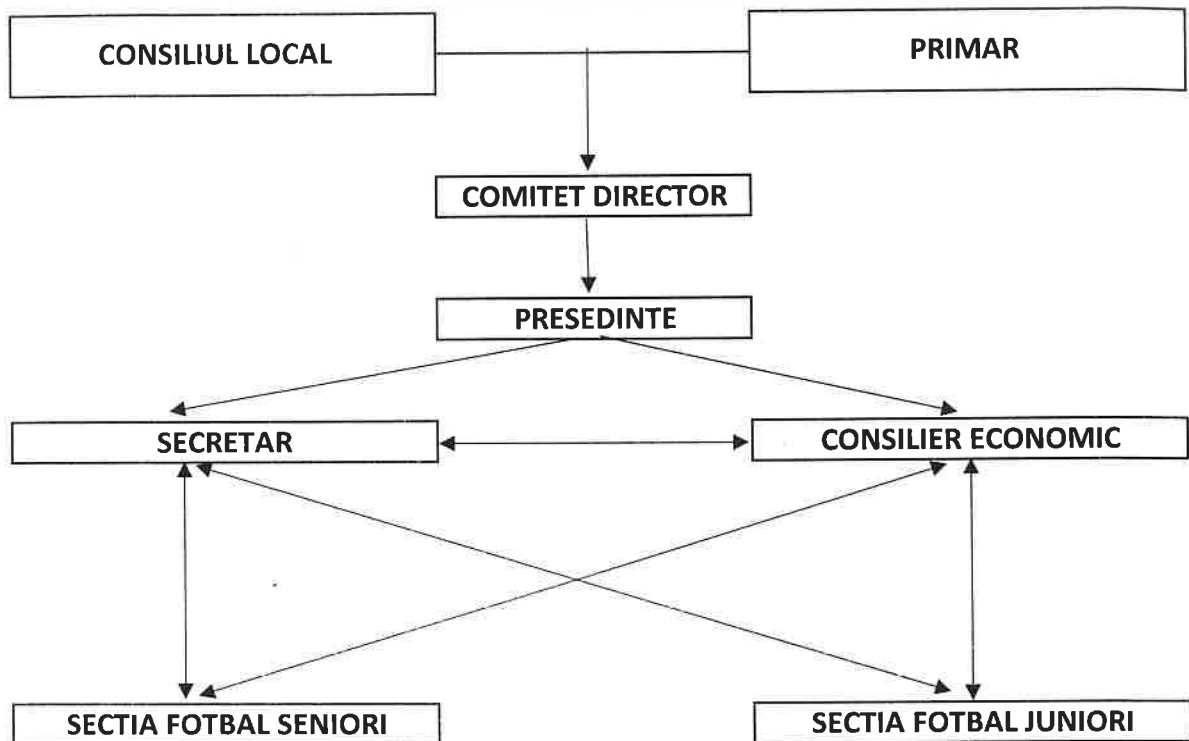 CONSILIUL LOCAL
PRIMAR
COMITET DIRECTOR
PRESEDINTE
SECRETAR
CONSILIER ECONOMIC
SECTIA FOTBAL SENIORI
SECTIA FOTBAL JUNIORI